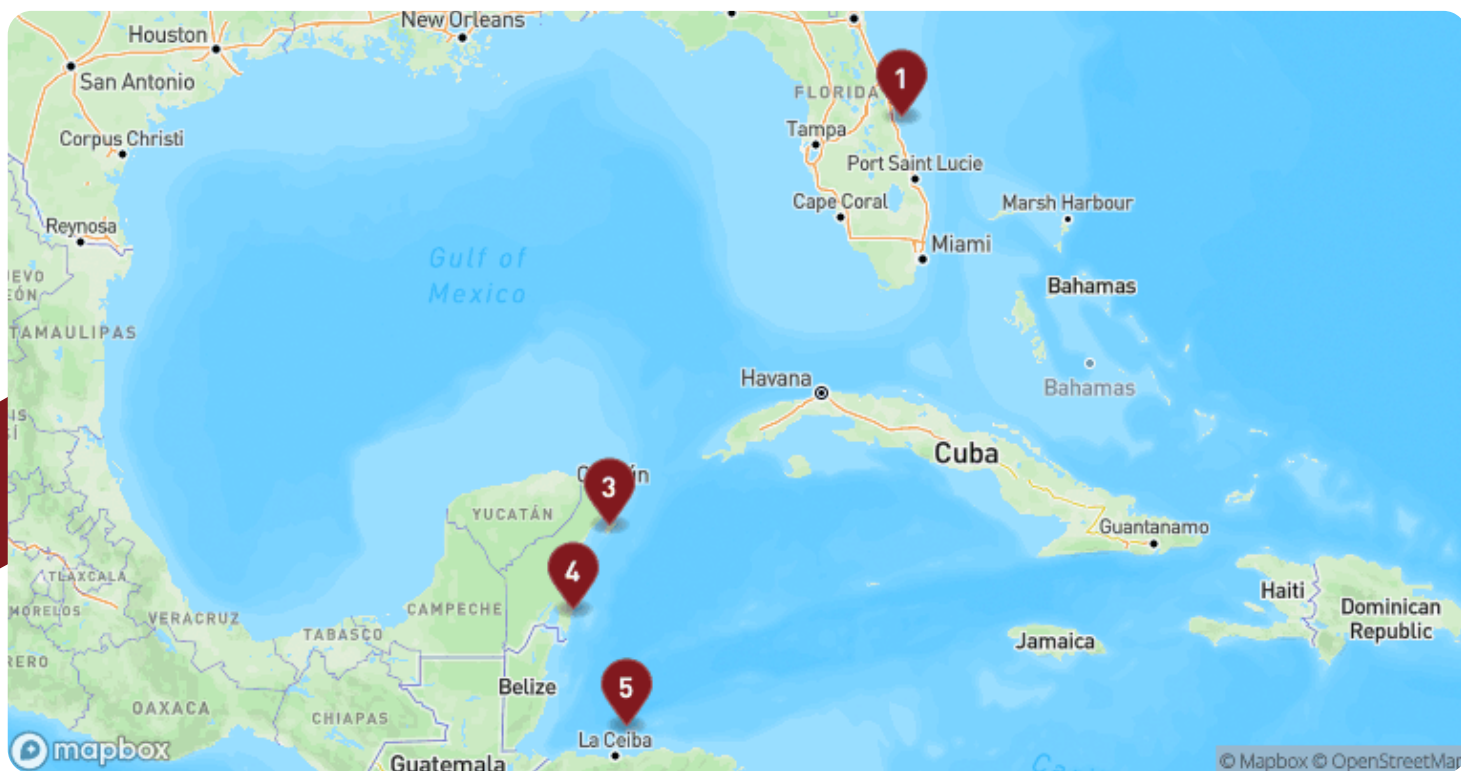 New Orleans
Houston
San Antonio
1
FLORIDA
Tampa
Corpus Christi
Port Saint Lucie
Cape Coral
Marsh Harbour
Reynosa
Miami
Gulf of
Mexico
Bahamas
TAMAULIPAS
Havana
Bahamas
Cuba
3
YUCATÁN
Guantanamo
4
TLAXCALA
Haiti
MORELOS
CAMPECHE
Dominican
Republic
VERACRUZ
TABASCO
Jamaica
Belize
5
OAXACA
CHIAPAS
La Ceiba
mapbox
Guatemala
© Mapbox © OpenStreetMap